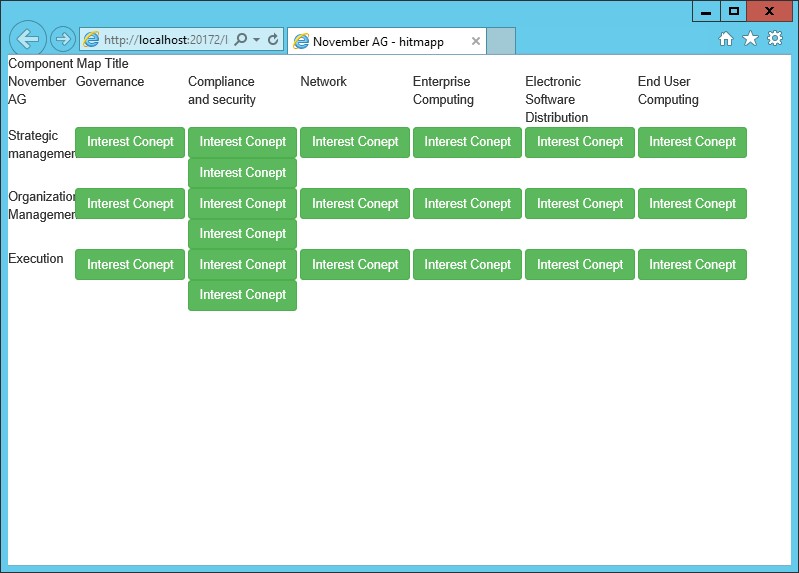 http://localhost:20172/I
November AG - hitmapp
Component Map Title
November Governance Compliance Network Enterprise Electronic End User
AG and security Computing Software Computing
Distribution
Strategic Interest Conept Interest Conept Interest Conept Interest Conept Interest Conept Interest Conept
managemen
Interest Conept
Organization Interest Conept Interest Conept Interest Conept Interest Conept Interest Conept Interest Conept
Managemen
Interest Conept
Execution Interest Conept Interest Conept Interest Conept Interest Conept Interest Conept Interest Conept
Interest Conept